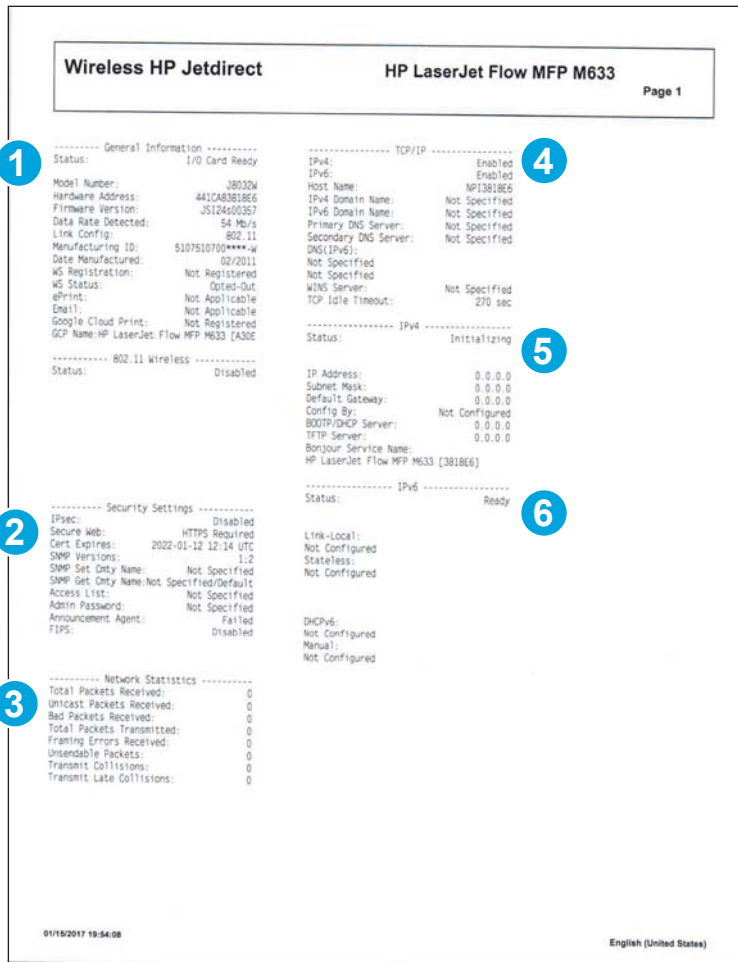 Wireless HP Jetdirect
HP LaserJet Flow MFP M633
Page 1
1
-------- General Information ----------
Status: I/O Card Ready
Model Number: J8032W
Hardware Address: 441CA83818E6
Firmware Version: JSI24s00357
Data Rate Detected: 54 Mb/s
Link Config: 802.11
Manufacturing ID: 5107510700****-W
Date Manufactured: 02/2011
WS Registration: Not Registered
WS Status: Opted-Out
ePrint: Not Applicable
Email: Not Applicable
Google Cloud Print: Not Registered
GCP Name:HP LaserJet Flow MFP M633 [A30E
----------- 802.11 Wireless ------------
Status: Disabled
2
--------- Security Settings ----------
IPsec: Disabled
Secure Web: HTTPS Required
Cert Expires: 2022-01-12 12:14 UTC
SNMP Versions: 1;2
SNMP Set Cmty Name: Not Specified
SNMP Get Cmty Name:Not Specified/Default
Access List: Not Specified
Admin Password: Not Specified
Announcement Agent: Failed
FIPS: Disabled
3
---------- Network Statistics ----------
Total Packets Received: 0
Unicast Packets Received: 0
Bad Packets Received: 0
Total Packets Transmitted: 0
Framing Errors Received: 0
Unsendable Packets: 0
Transmit Collisions: 0
Transmit Late Collisions: 0
4
---------------- TCP/IP ----------------
IPv4: Enabled
IPv6: Enabled
Host Name: NPI3818E6
IPv4 Domain Name: Not Specified
IPv6 Domain Name: Not Specified
Primary DNS Server: Not Specified
Secondary DNS Server: Not Specified
DNS(IPv6):
Not Specified
Not Specified
WINS Server: Not Specified
TCP Idle Timeout: 270 sec
5
----------------- IPv4 -----------------
Status: Initializing
IP Address: 0.0.0.0
Subnet Mask: 0.0.0.0
Default Gateway: 0.0.0.0
Config By: Not Configured
BOOTP/DHCP Server: 0.0.0.0
TFTP Server: 0.0.0.0
Bonjour Service Name:
HP LaserJet Flow MFP M633 [3818E6]
6
----------------- IPv6 -----------------
Status: Ready
Link-Local:
Not Configured
Stateless:
Not Configured
DHCPv6:
Not Configured
Manual:
Not Configured
01/15/2017 19:54:08
English (United States)